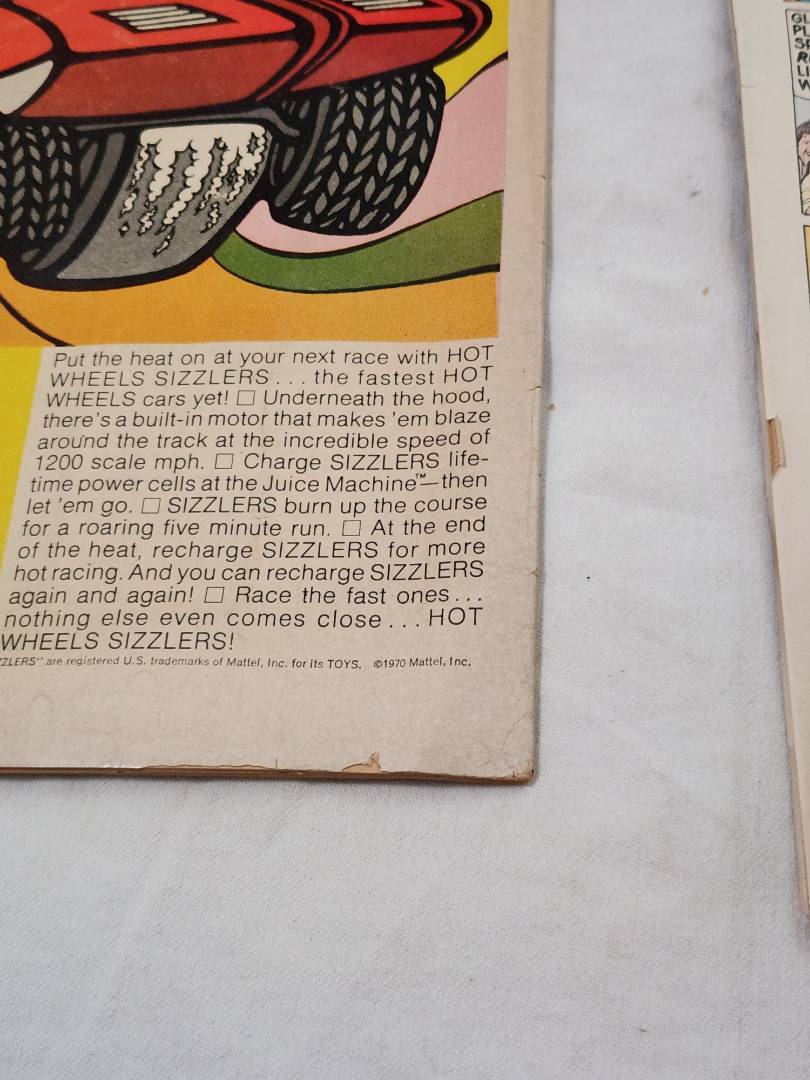 Put the heat on at your next race with HOT
WHEELS SIZZLERS . . . the fastest HOT
WHEELS cars yet! □ Underneath the hood,
there's a built-in motor that makes 'em blaze
around the track at the incredible speed of
1200 scale mph. □ Charge SIZZLERS life-
time power cells at the Juice Machine™—then
let 'em go. □ SIZZLERS burn up the course
for a roaring five minute run. □ At the end
of the heat, recharge SIZZLERS for more
hot racing. And you can recharge SIZZLERS
again and again! □ Race the fast ones . . .
nothing else even comes close . . . HOT
WHEELS SIZZLERS!
ZZLERS" are registered U.S. trademarks of Mattel, Inc. for its TOYS. ©1970 Mattel, Inc.